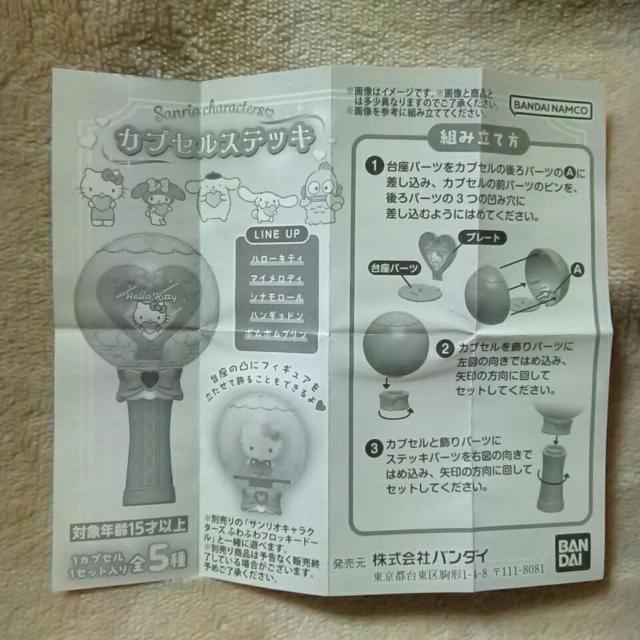 Sanrio characters
カプセルステッキ
LINE UP
ハローキティ
マイメロディ
シナモロール
ハンギョドン
ポムポムプリン
Hello Kitty
台座の凸にフィギュアを
立たせて飾ることもできるよ
対象年齢15才以上
1カプセル
1セット入り 全5種
※別売りの「サンリオキャラク
ターズ ふわふわフロッキードー
ル」と一緒に遊べます。
※別売り商品は予告なく販売終
了している場合がございます。
予めご了承ください。
※画像はイメージです。※画像と商品と
は多少異なりますのでご了承ください。
※画像を参考に組み立ててください。
BANDAI NAMCO
組み立て方
1 台座パーツをカプセルの後ろパーツのAに
差し込み、カプセルの前パーツのピンを、
後ろパーツの3つの凹み穴に
差し込むようにはめてください。
プレート
台座パーツ
A
2 カプセルを飾りパーツに
左図の向きではめ込み、
矢印の方向に回して
セットしてください。
3 カプセルと飾りパーツに
ステッキパーツを右図の向きで
はめ込み、矢印の方向に回して
セットしてください。
発売元 株式会社バンダイ
東京都台東区駒形1-4-8 〒111-8081
BAN
DAI